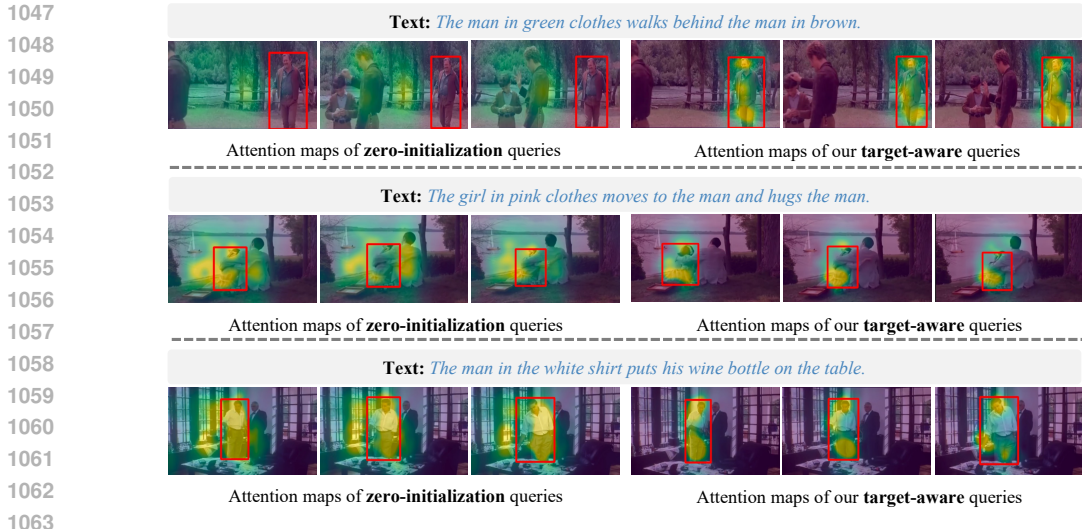 1047
Text: The man in green clothes walks behind the man in brown.
1048
1049
1050
1051
Attention maps of zero-initialization queries Attention maps of our target-aware queries
1052
1053
Text: The girl in pink clothes moves to the man and hugs the man.
1054
1055
1056
1057
Attention maps of zero-initialization queries Attention maps of our target-aware queries
1058
Text: The man in the white shirt puts his wine bottle on the table.
1059
1060
1061
1062
Attention maps of zero-initialization queries Attention maps of our target-aware queries
1063